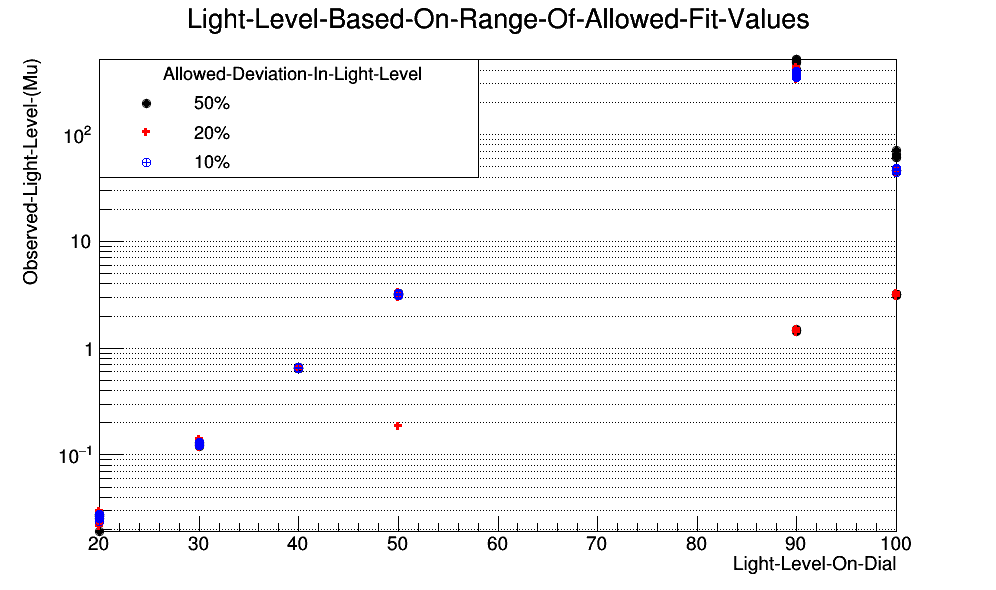 Light-Level-Based-On-Range-Of-Allowed-Fit-Values
Observed-Light-Level-(Mu)
Allowed-Deviation-In-Light-Level
50%
20%
10%
10²
10
1
10⁻¹
20 30 40 50 60 70 80 90 100
Light-Level-On-Dial